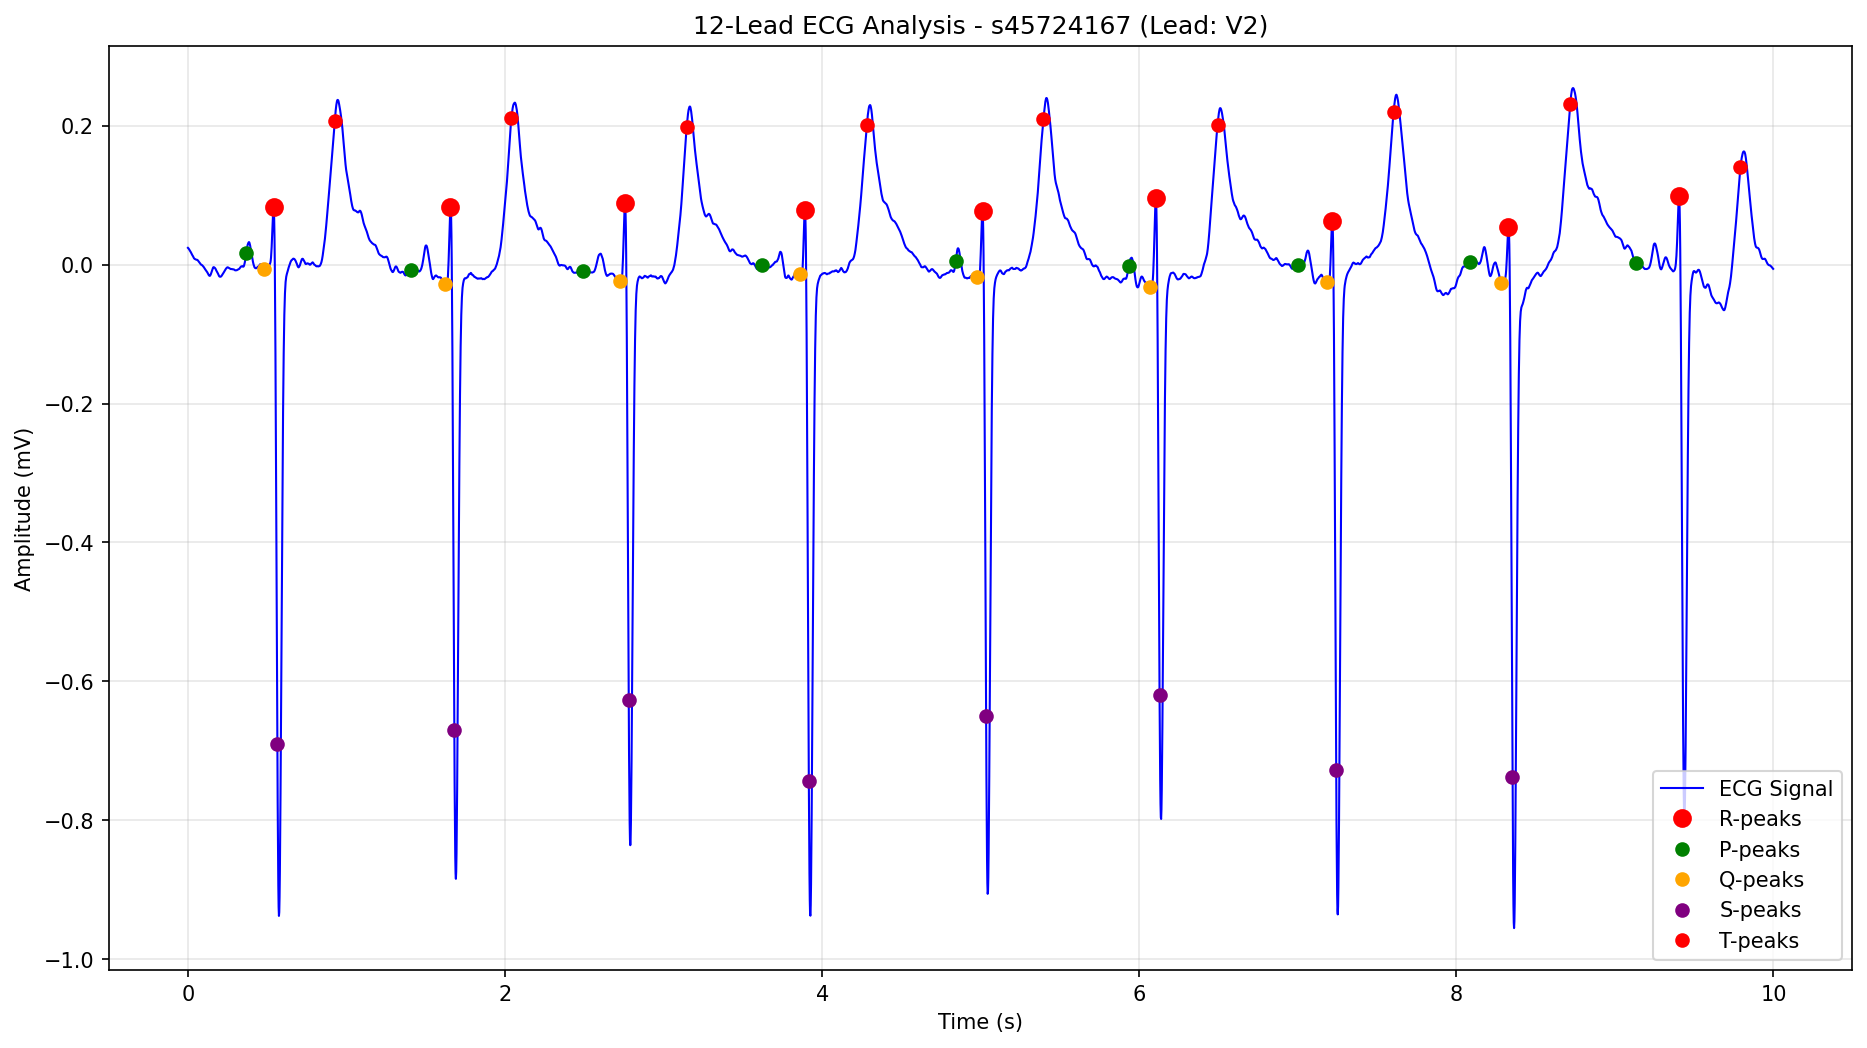 12-Lead ECG Analysis - s45724167 (Lead: V2)
Amplitude (mV)
0.2
0.0
−0.2
−0.4
−0.6
−0.8
−1.0
0 2 4 6 8 10
Time (s)
ECG Signal
R-peaks
P-peaks
Q-peaks
S-peaks
T-peaks